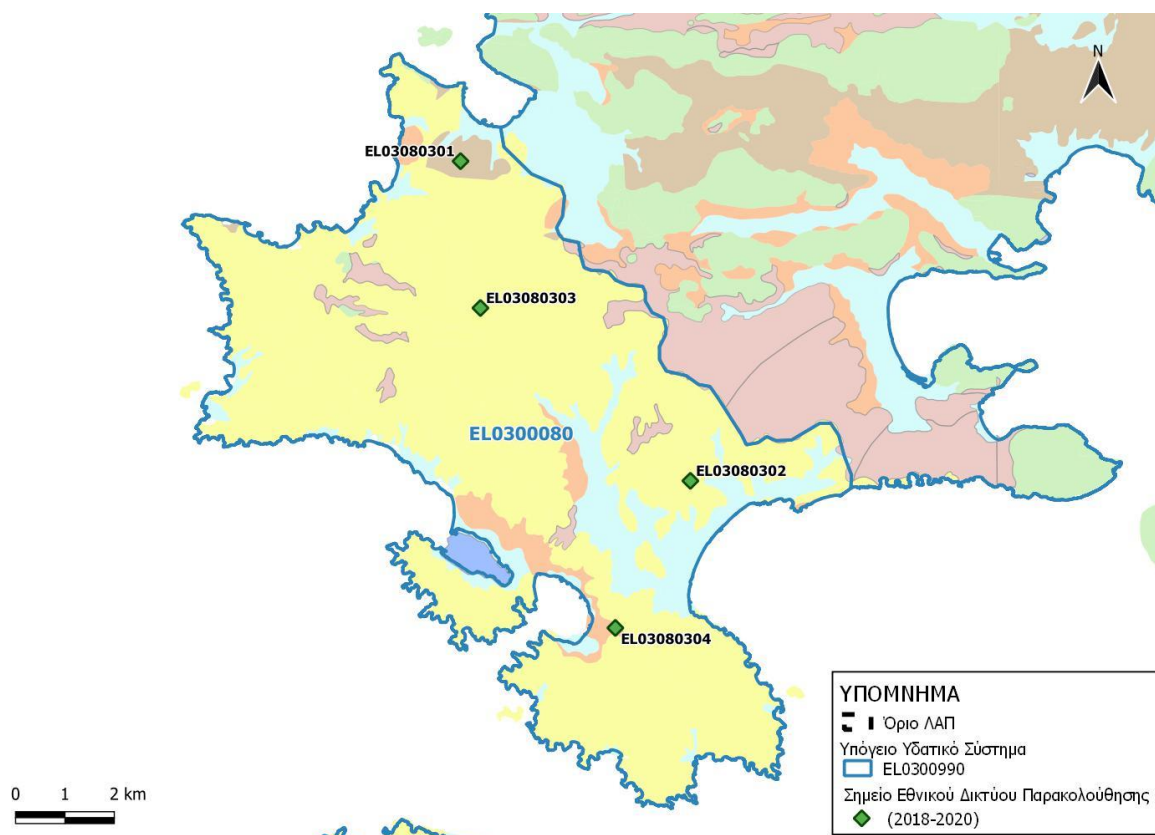 N
EL03080301
EL03080303
EL0300080
EL03080302
EL03080304
ΥΠΟΜΝΗΜΑ
Όριο ΛΑΠ
Υπόγειο Υδατικό Σύστημα
EL0300990
Σημείο Εθνικού Δικτύου Παρακολούθησης
(2018-2020)
0 1 2 km